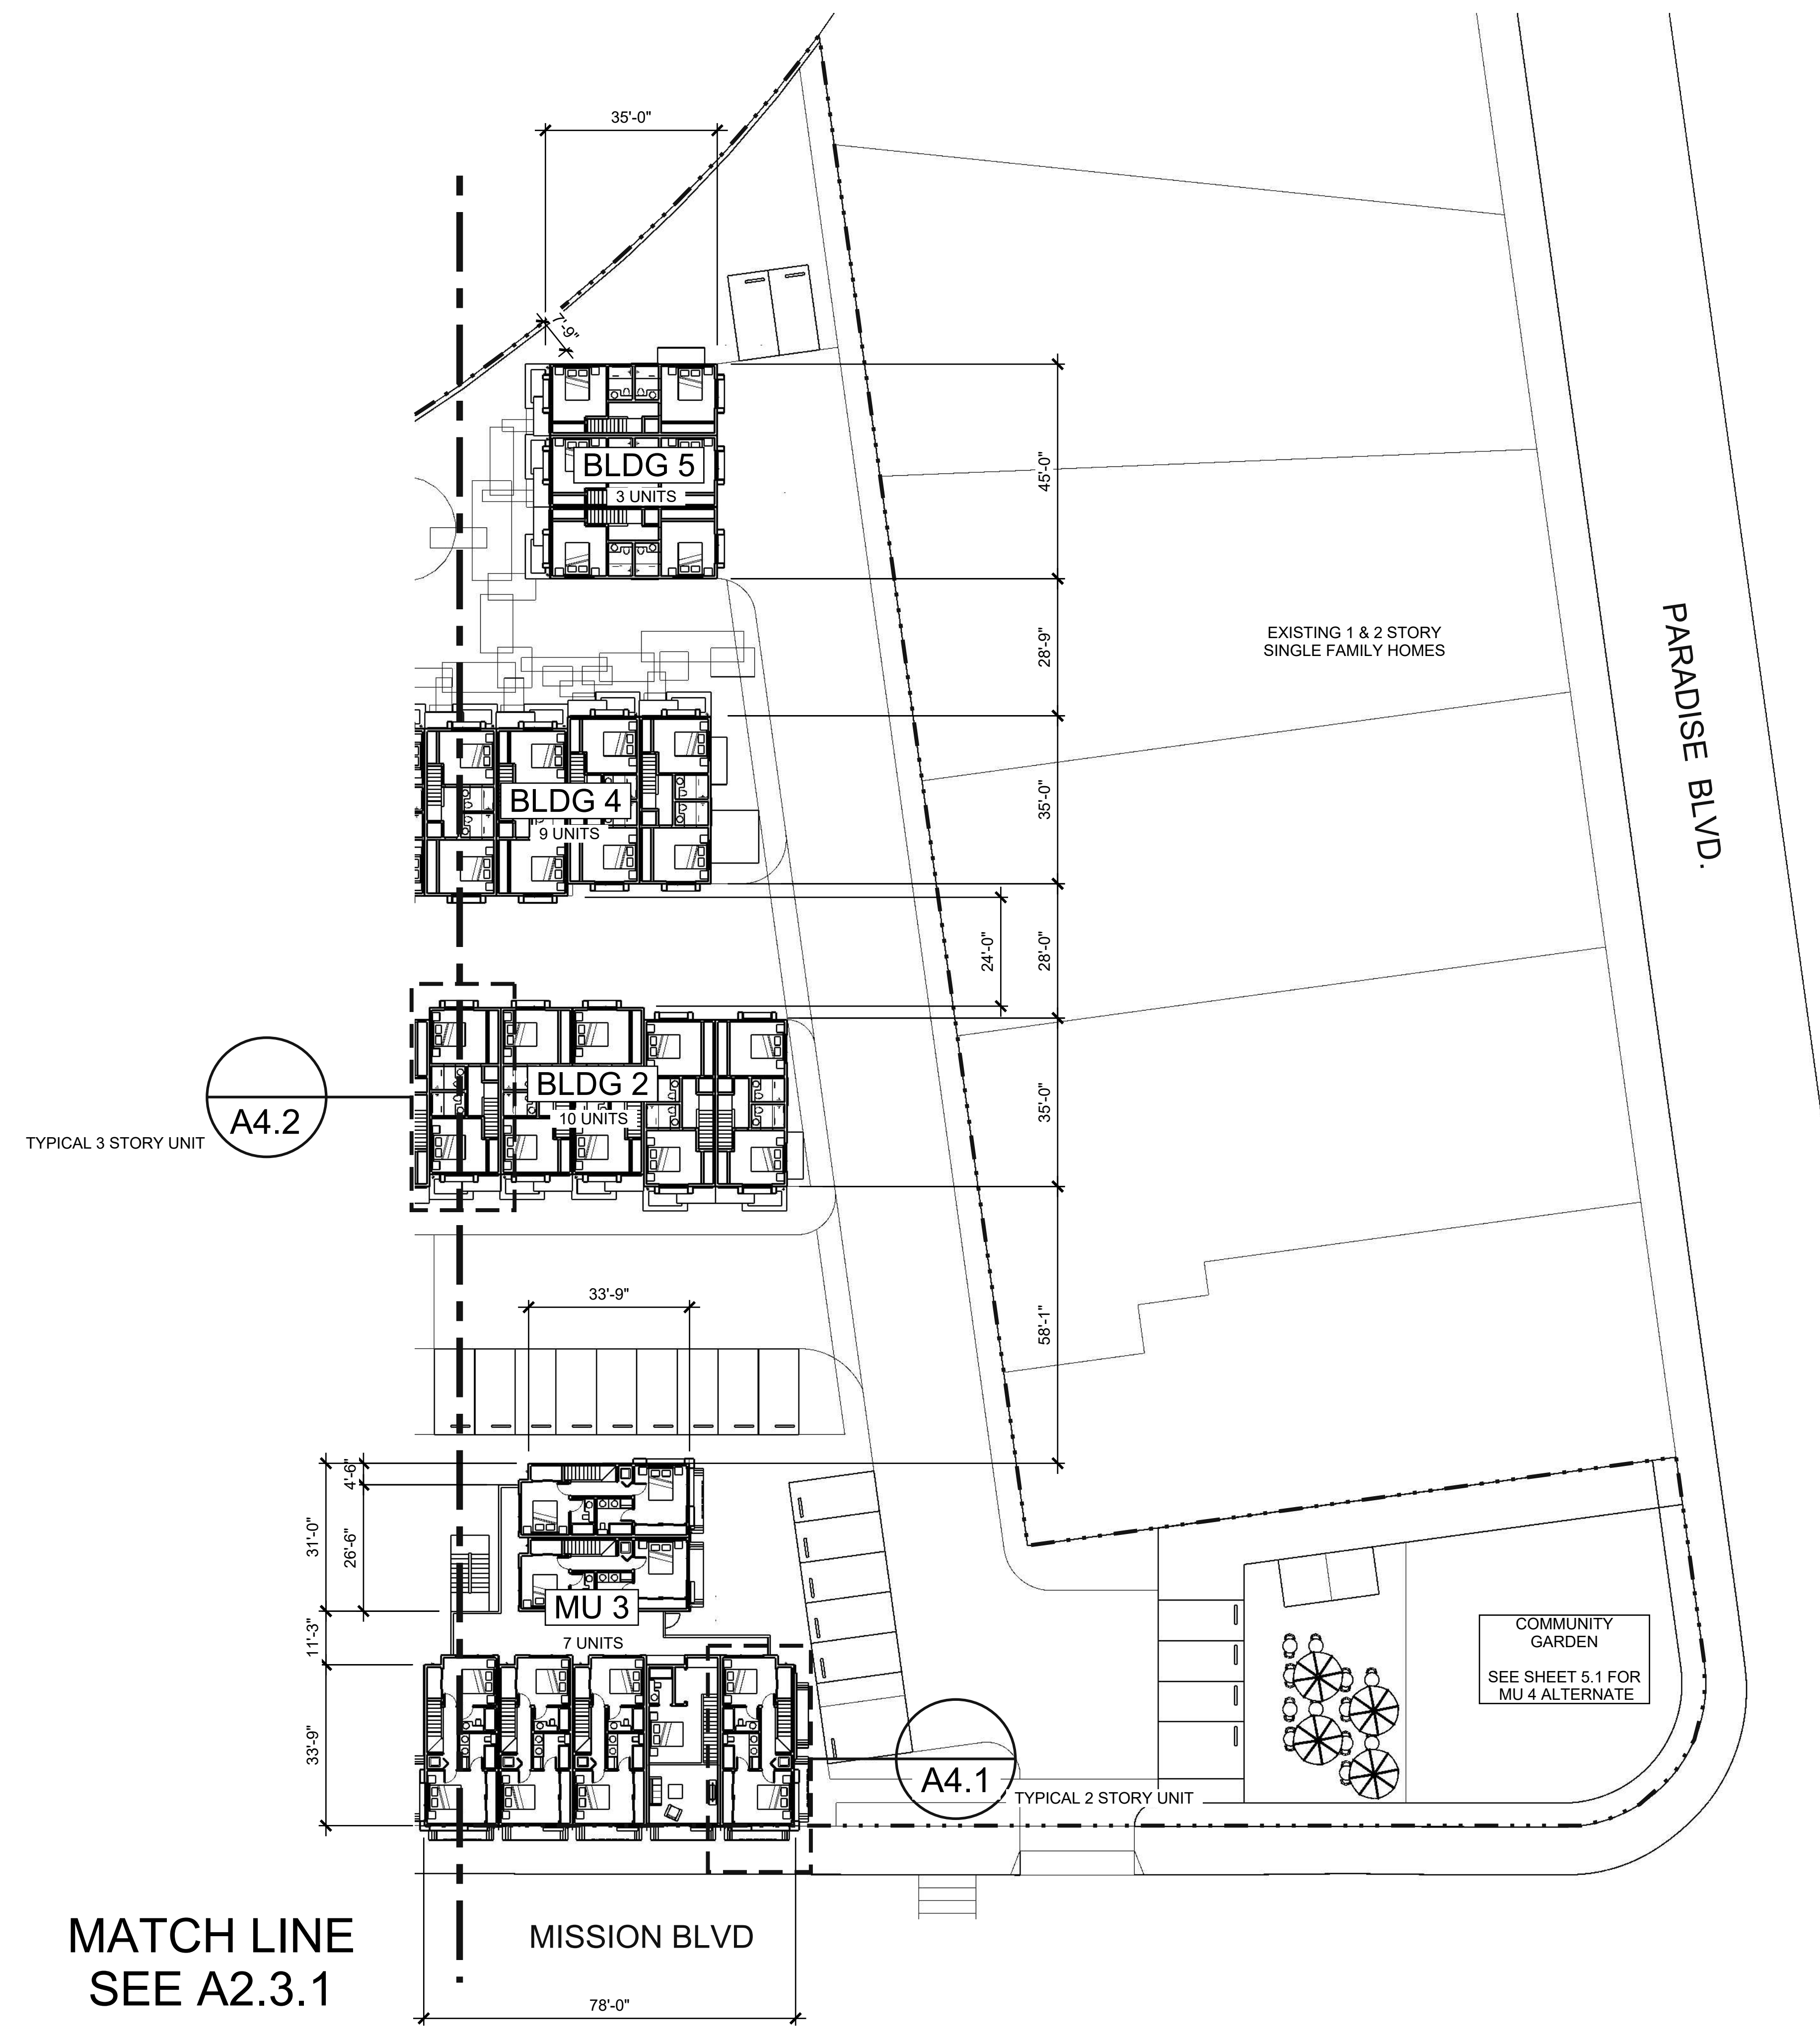 35'-0"
7'-9"
BLDG 5
3 UNITS
45'-0"
28'-9"
EXISTING 1 & 2 STORY
SINGLE FAMILY HOMES
PARADISE BLVD.
BLDG 4
9 UNITS
35'-0"
24'-0"
28'-0"
BLDG 2
10 UNITS
35'-0"
A4.2
TYPICAL 3 STORY UNIT
33'-9"
58'-1"
4'-6"
31'-0"
26'-6"
MU 3
7 UNITS
11'-3"
33'-9"
COMMUNITY
GARDEN
SEE SHEET 5.1 FOR
MU 4 ALTERNATE
A4.1
TYPICAL 2 STORY UNIT
MATCH LINE
SEE A2.3.1
MISSION BLVD
78'-0"